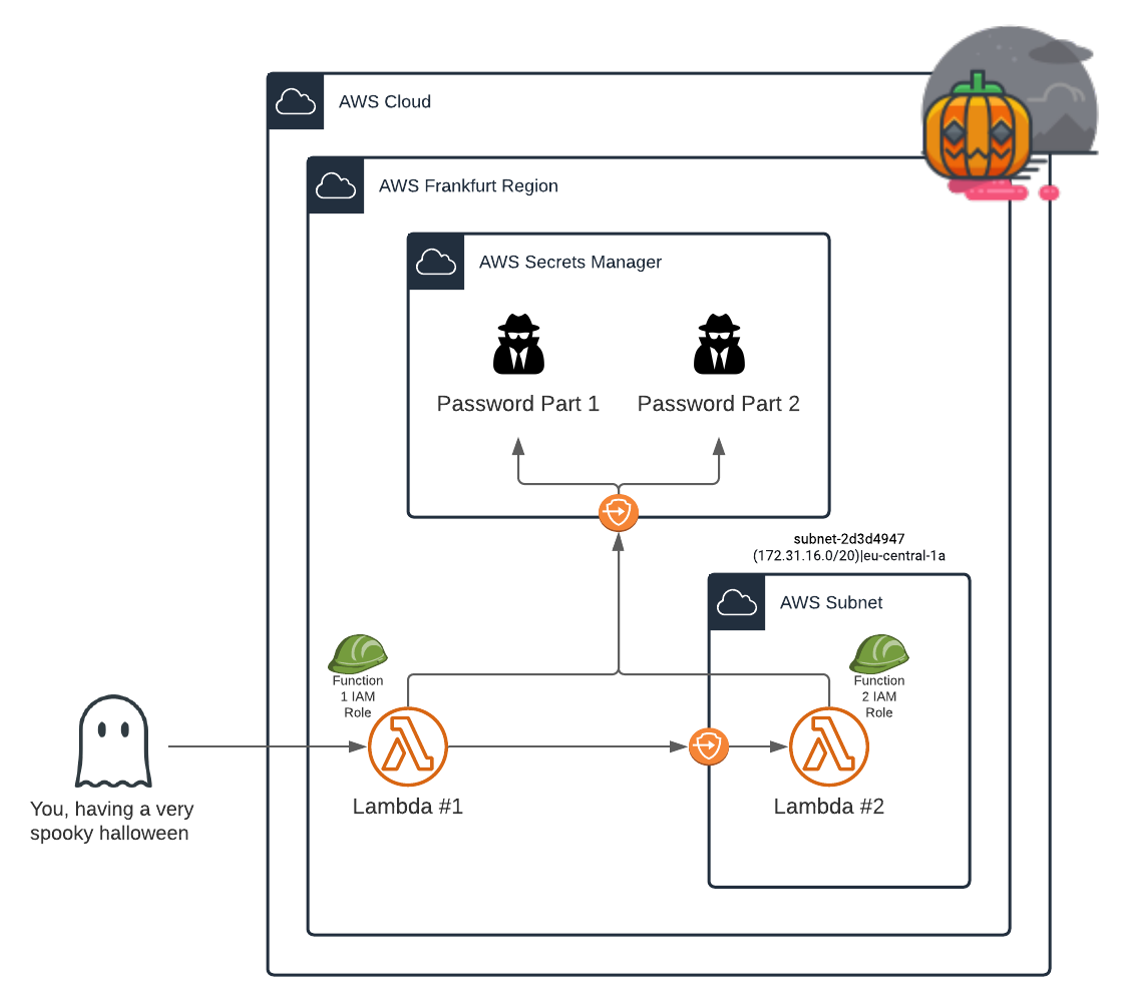 AWS Cloud
AWS Frankfurt Region
AWS Secrets Manager
Password Part 1
Password Part 2
subnet-2d3d4947
(172.31.16.0/20)|eu-central-1a
AWS Subnet
Function
1 IAM
Role
Function
2 IAM
Role
You, having a very
spooky halloween
Lambda #1
Lambda #2